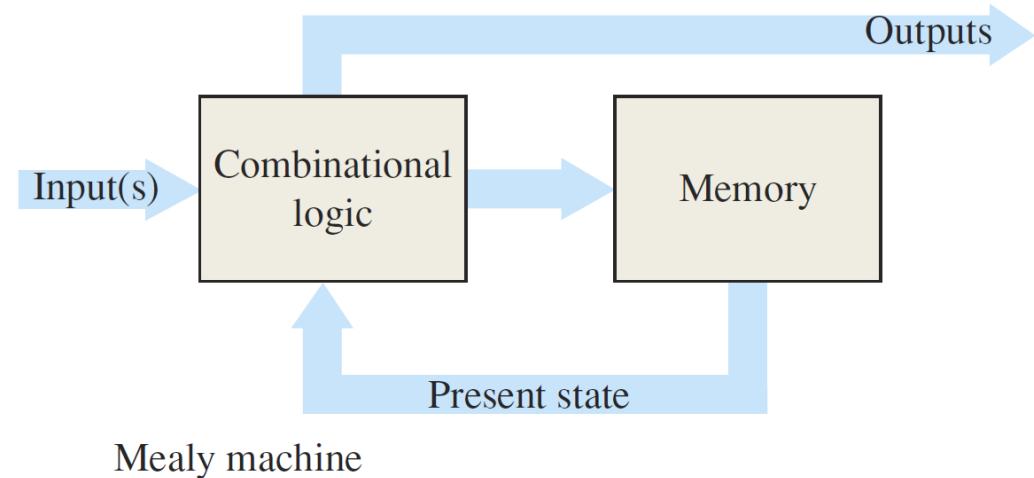 Outputs
Input(s)
Combinational
logic
Memory
Present state
Mealy machine